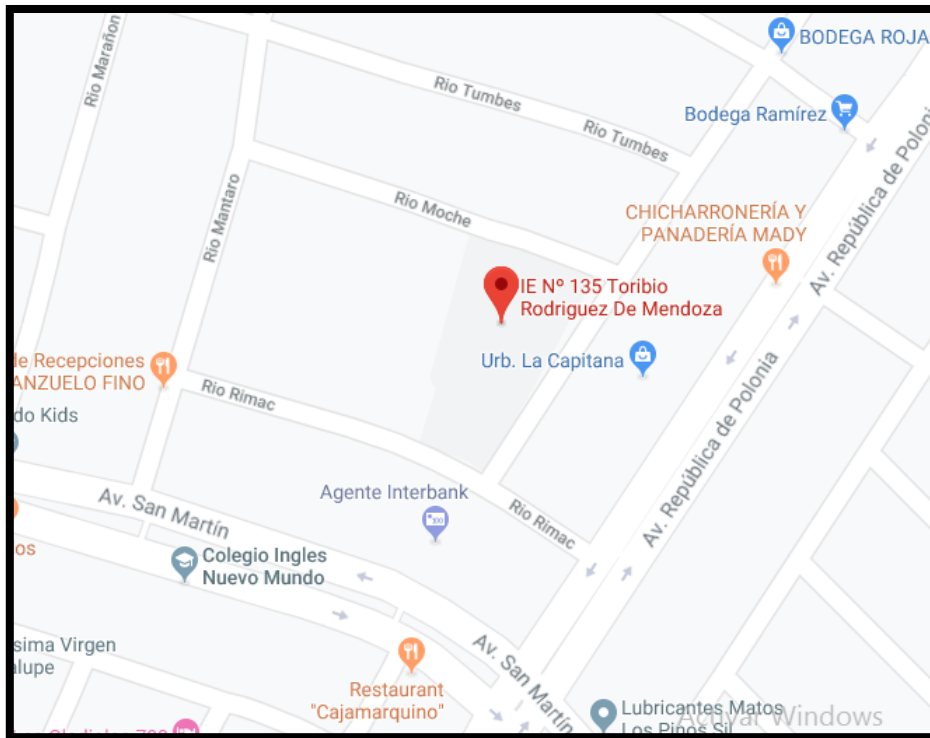 BODEGA ROJA
Rio Marañon
Rio Tumbes
Bodega Ramírez
Rio Tumbes
Av. República de Polonia
Rio Mantaro
Rio Moche
CHICHARRONERÍA Y
PANADERÍA MADY
IE Nº 135 Toribio
Rodriguez De Mendoza
Urb. La Capitana
de Recepciones
ANZUELO FINO
Rio Rimac
do Kids
Av. República de Polonia
Av. San Martín
Agente Interbank
Rio Rimac
os
Colegio Ingles
Nuevo Mundo
sima Virgen
alupe
Av. San Martín
Restaurant
"Cajamarquino"
Lubricantes Matos
Los Pinos Sil
Activar Windows